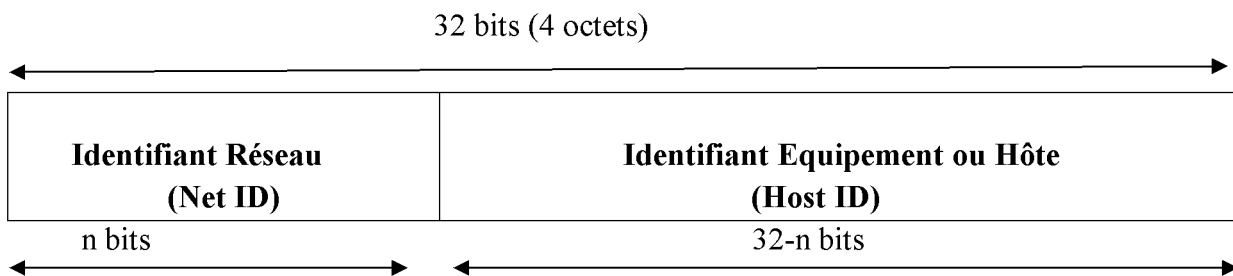 32 bits (4 octets)
Identifiant Réseau
(Net ID)
Identifiant Equipement ou Hôte
(Host ID)
n bits
32-n bits